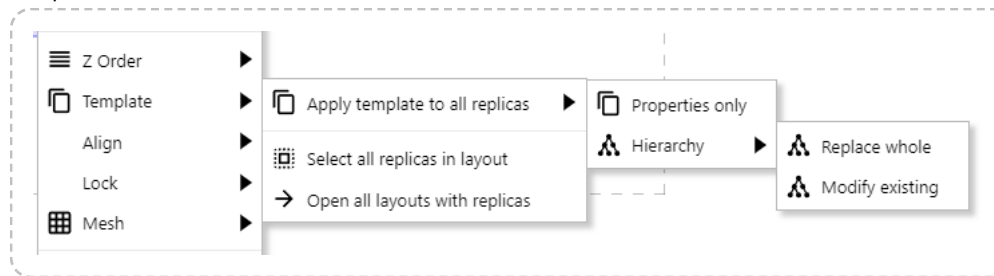 Z Order
Template
Align
Lock
Mesh
Apply template to all replicas
Select all replicas in layout
Open all layouts with replicas
Properties only
Hierarchy
Replace whole
Modify existing